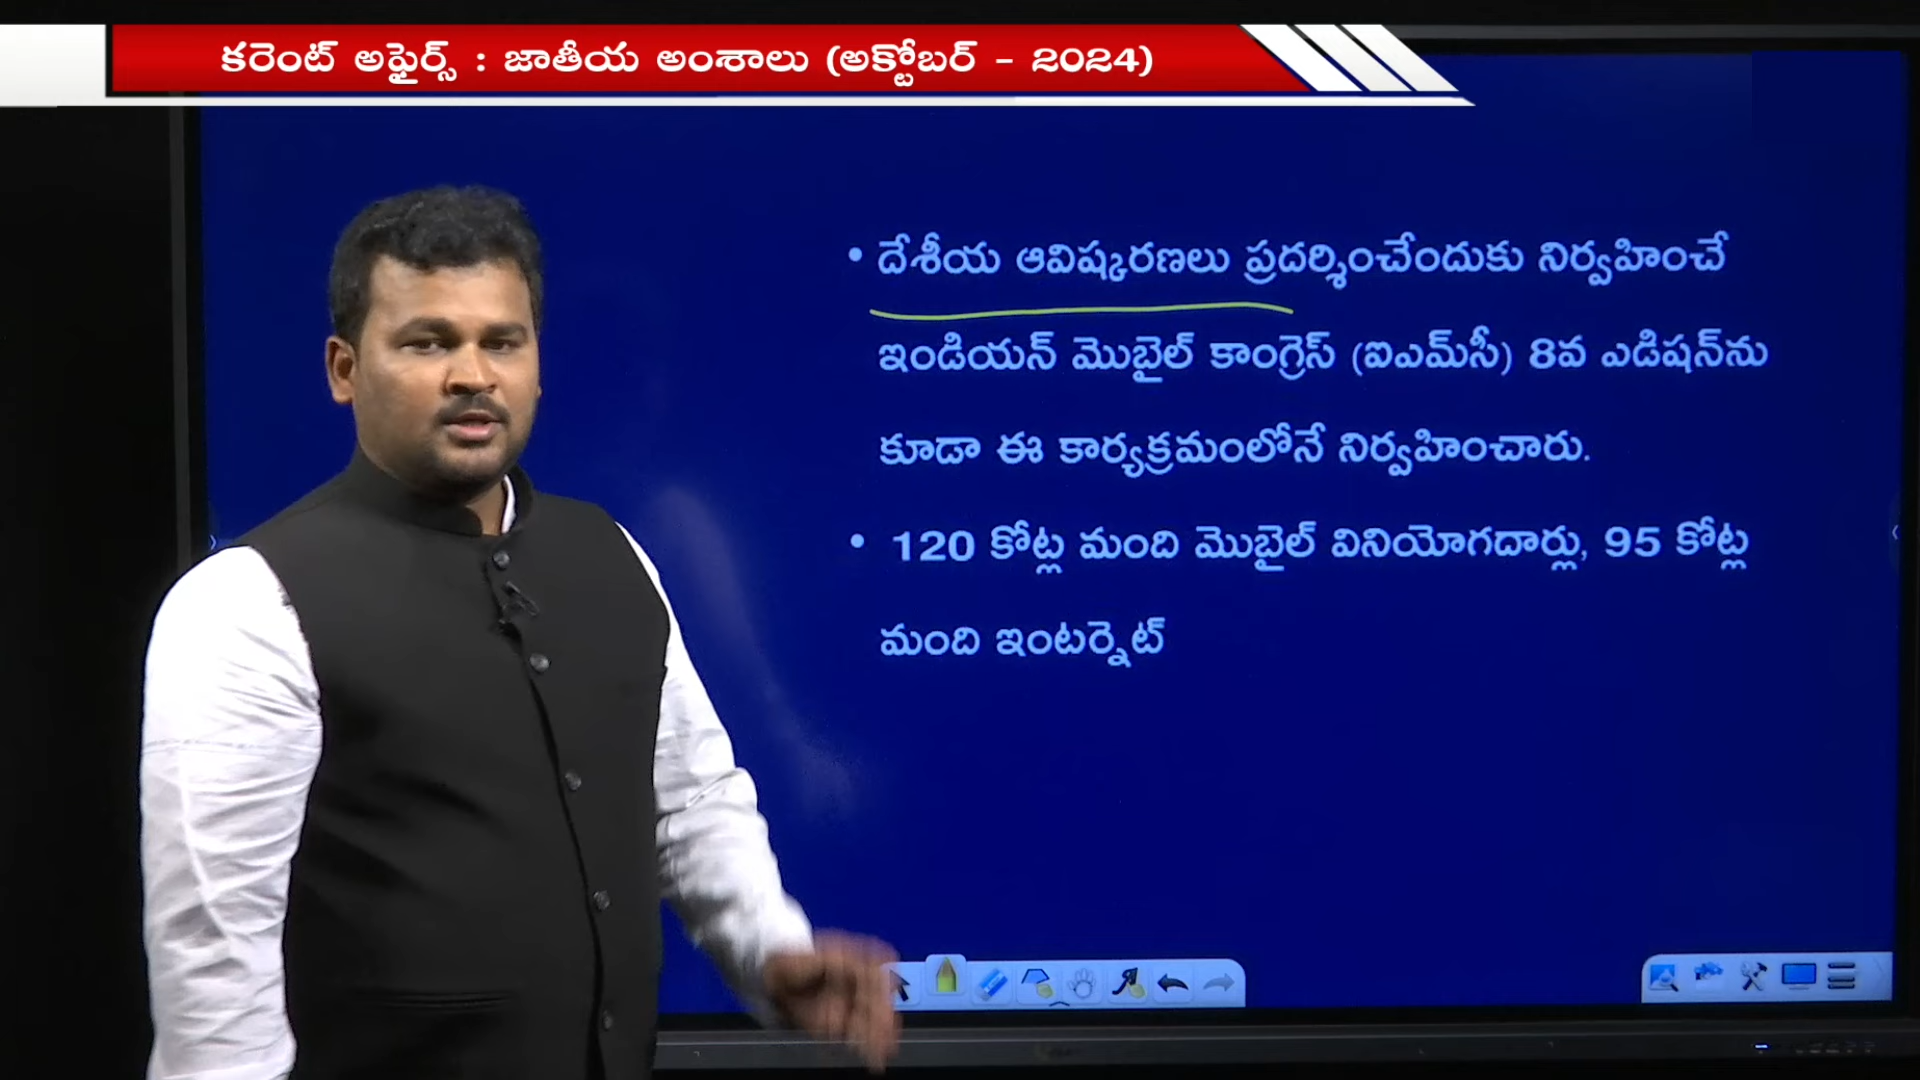 కరెంట్ అఫైర్స్ : జాతీయ అంశాలు (అక్టోబర్ - 2024)
• దేశీయ ఆవిష్కరణలు ప్రదర్శించేందుకు నిర్వహించే
ఇండియన్ మొబైల్ కాంగ్రెస్ (ఐఎమ్‌సీ) 8వ ఎడిషన్‌ను
కూడా ఈ కార్యక్రమంలోనే నిర్వహించారు.
• 120 కోట్ల మంది మొబైల్ వినియోగదార్లు, 95 కోట్ల
మంది ఇంటర్నెట్